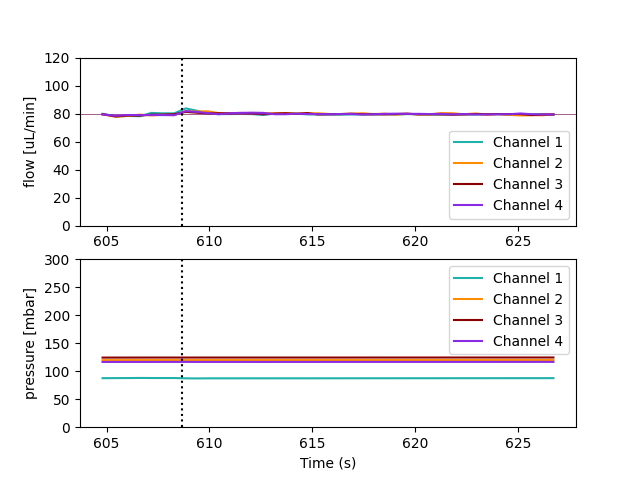 120
100
80
60
40
20
0
flow [uL/min]
Channel 1
Channel 2
Channel 3
Channel 4
605 610 615 620 625
300
250
200
150
100
50
0
pressure [mbar]
Channel 1
Channel 2
Channel 3
Channel 4
605 610 615 620 625
Time (s)